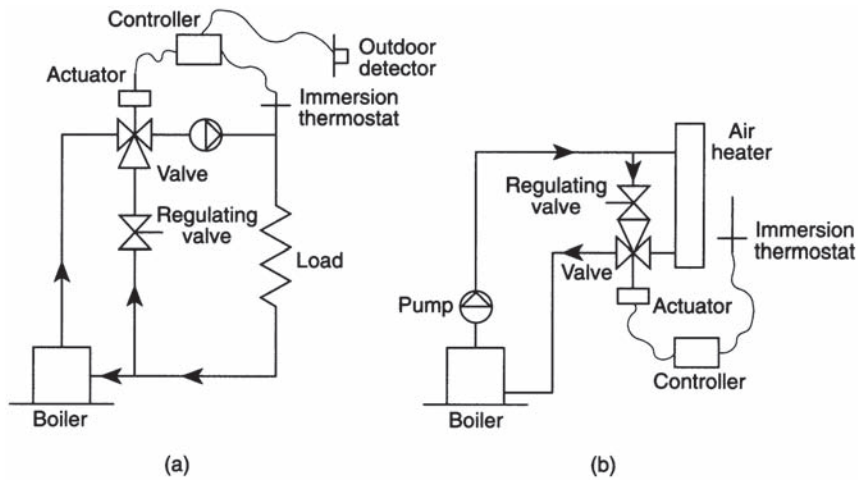 Controller
Outdoor
detector
Actuator
Immersion
thermostat
Valve
Regulating
valve
Load
Boiler
(a)
Air
heater
Regulating
valve
Immersion
thermostat
Valve
Pump
Actuator
Controller
Boiler
(b)